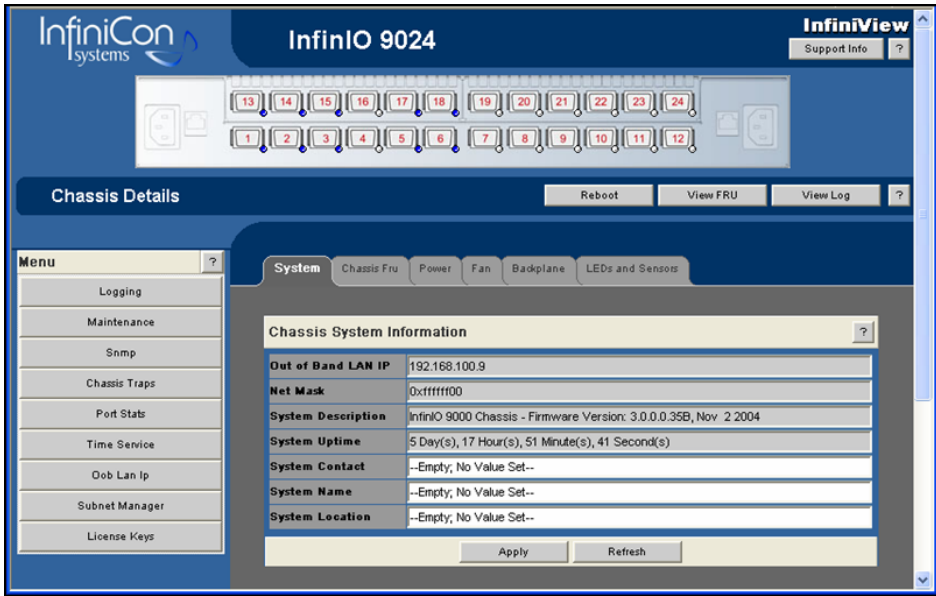 InfiniCon systems
InfinIO 9024
InfiniView
Support Info ?
13 14 15 16 17 18 19 20 21 22 23 24
1 2 3 4 5 6 7 8 9 10 11 12
Chassis Details
Reboot View FRU View Log ?
Menu ?
Logging
Maintenance
Snmp
Chassis Traps
Port Stats
Time Service
Oob Lan Ip
Subnet Manager
License Keys
System Chassis Fru Power Fan Backplane LEDs and Sensors
Chassis System Information ?
Out of Band LAN IP 192.168.100.9
Net Mask 0xffffff00
System Description InfinIO 9000 Chassis - Firmware Version: 3.0.0.0.35B, Nov 2 2004
System Uptime 5 Day(s), 17 Hour(s), 51 Minute(s), 41 Second(s)
System Contact --Empty; No Value Set--
System Name --Empty; No Value Set--
System Location --Empty; No Value Set--
Apply Refresh